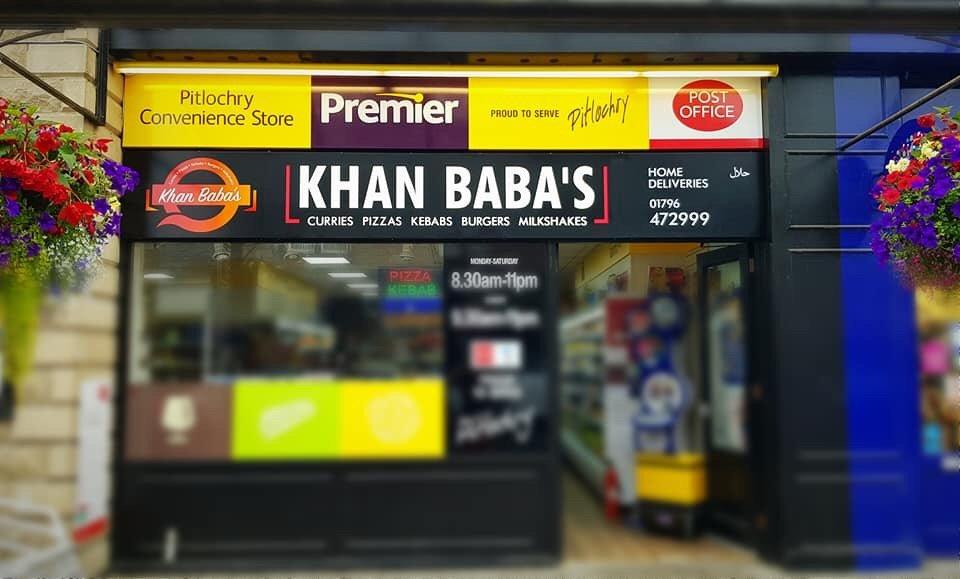 Pitlochry
Convenience Store
Premier
PROUD TO SERVE Pitlochry
POST
OFFICE
Khan Baba's
KHAN BABA'S
CURRIES PIZZAS KEBABS BURGERS MILKSHAKES
HOME
DELIVERIES
حلال
01796
472999
PIZZA
KEBAB
MONDAY-SATURDAY
8.30am-11pm
Pitlochry